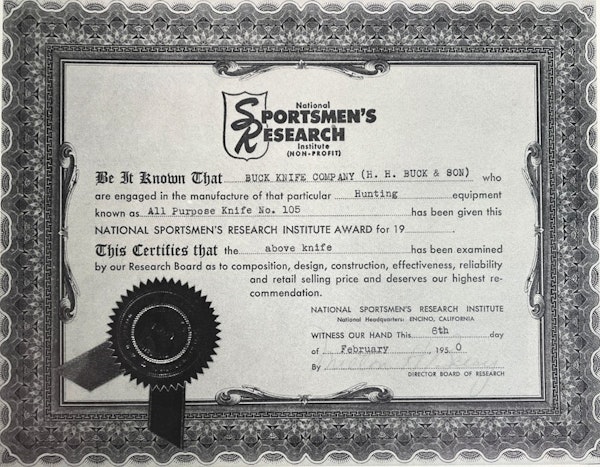 National
SPORTSMEN'S
RESEARCH
Institute
(NON-PROFIT)
Be It Known That BUCK KNIFE COMPANY (H. H. BUCK & SON) who
are engaged in the manufacture of that particular Hunting equipment
known as All Purpose Knife No. 105 has been given this
NATIONAL SPORTSMEN'S RESEARCH INSTITUTE AWARD for 19
This Certifies that the above knife has been examined
by our Research Board as to composition, design, construction, effectiveness, reliability
and retail selling price and deserves our highest re-
commendation.
NATIONAL SPORTSMEN'S RESEARCH INSTITUTE
National Headquarters: ENCINO, CALIFORNIA
WITNESS OUR HAND This 6th day
of February, 1950
By
DIRECTOR BOARD OF RESEARCH